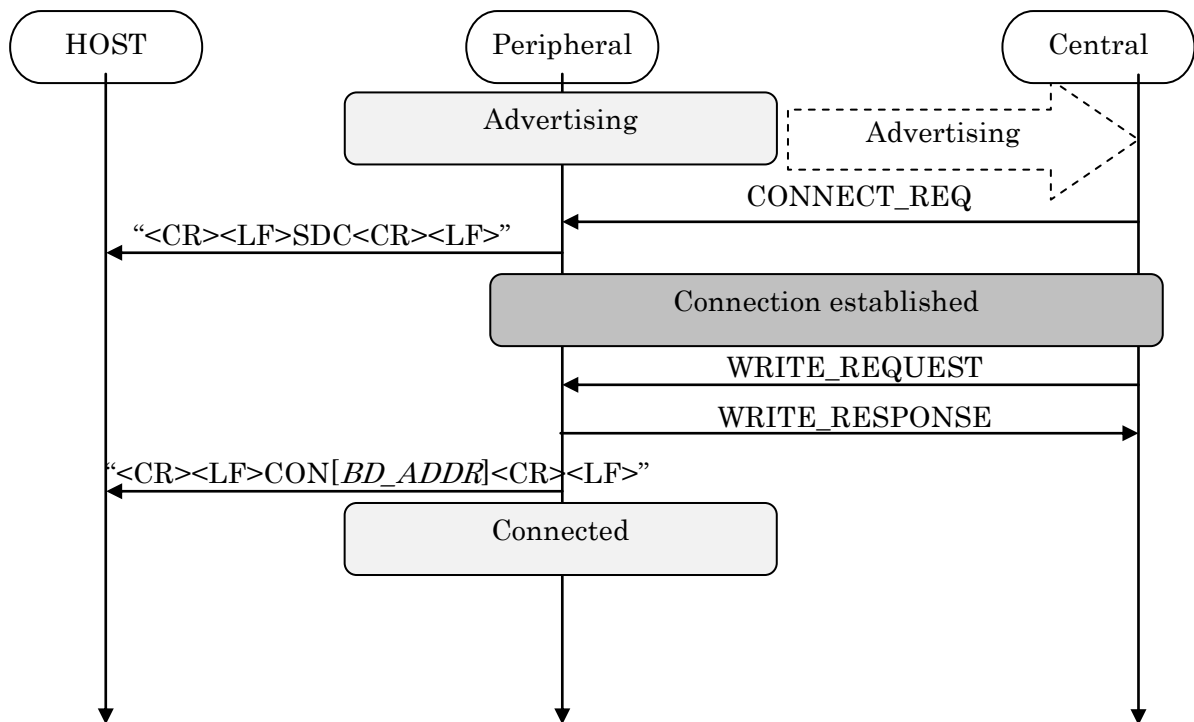 HOST
Peripheral
Central
Advertising
Advertising
CONNECT_REQ
“<CR><LF>SDC<CR><LF>”
Connection established
WRITE_REQUEST
WRITE_RESPONSE
“<CR><LF>CON[BD_ADDR]<CR><LF>”
Connected